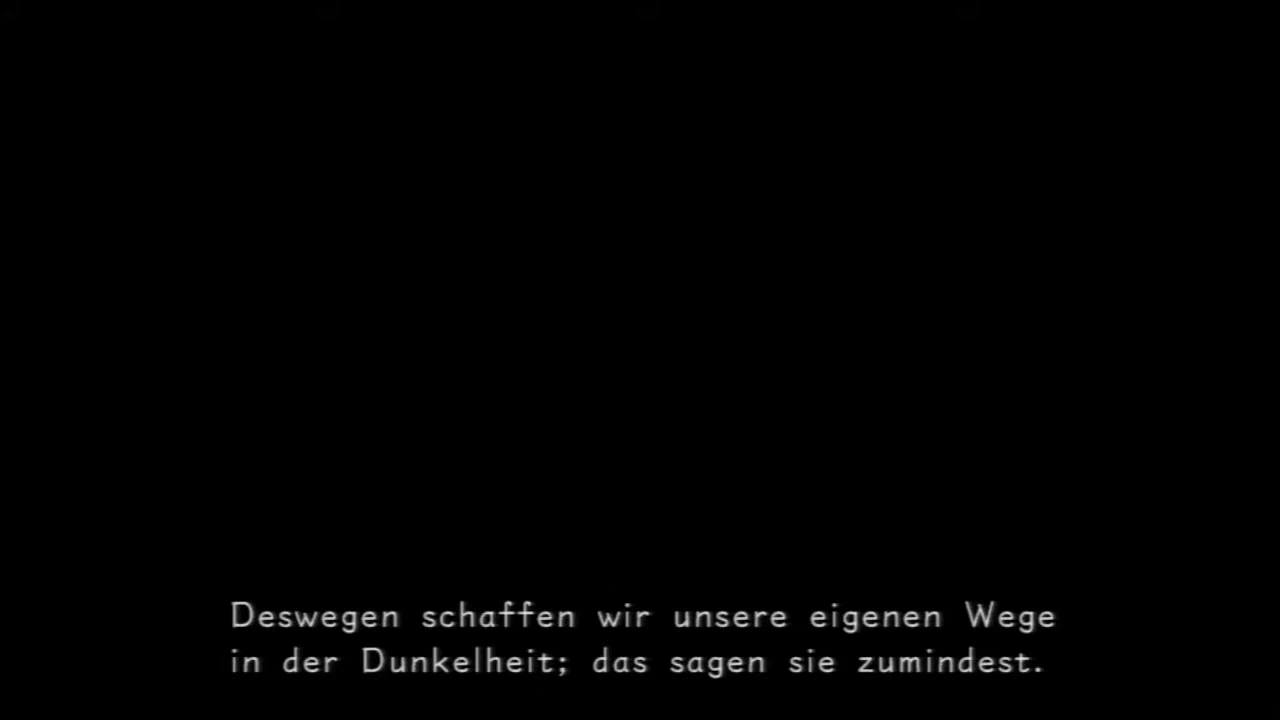 Deswegen schaffen wir unsere eigenen Wege
in der Dunkelheit; das sagen sie zumindest.